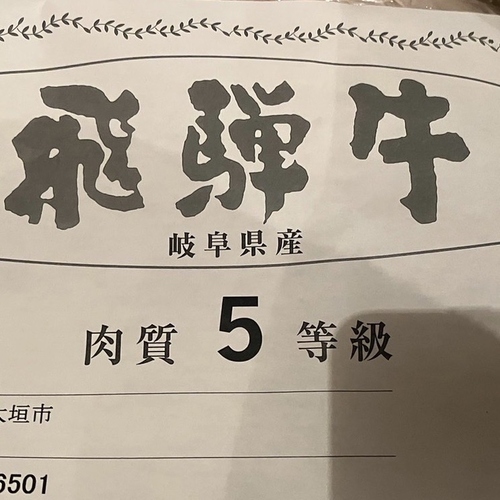 飛騨牛
岐阜県産
肉質 5 等級
大垣市
6501